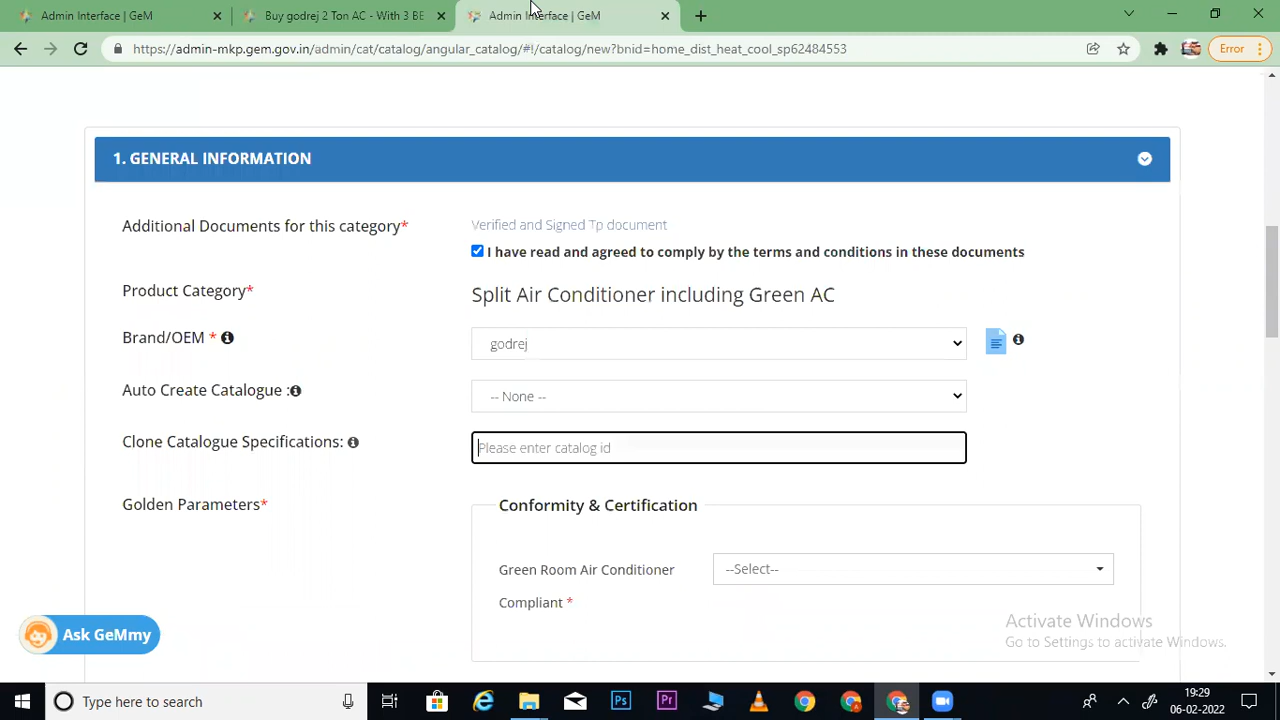 Admin Interface | GeM
Buy godrej 2 Ton AC - With 3 BE
Admin Interface | GeM
https://admin-mkp.gem.gov.in/admin/cat/catalog/angular_catalog/#!/catalog/new?bnid=home_dist_heat_cool_sp62484553
Error
1. GENERAL INFORMATION
Additional Documents for this category*
Verified and Signed Tp document
I have read and agreed to comply by the terms and conditions in these documents
Product Category*
Split Air Conditioner including Green AC
Brand/OEM *
godrej
Auto Create Catalogue :
-- None --
Clone Catalogue Specifications:
Please enter catalog id
Golden Parameters*
Conformity & Certification
Green Room Air Conditioner
Compliant *
--Select--
Ask GeMmy
Activate Windows
Go to Settings to activate Windows.
Type here to search
Ps
Pr
19:29
06-02-2022